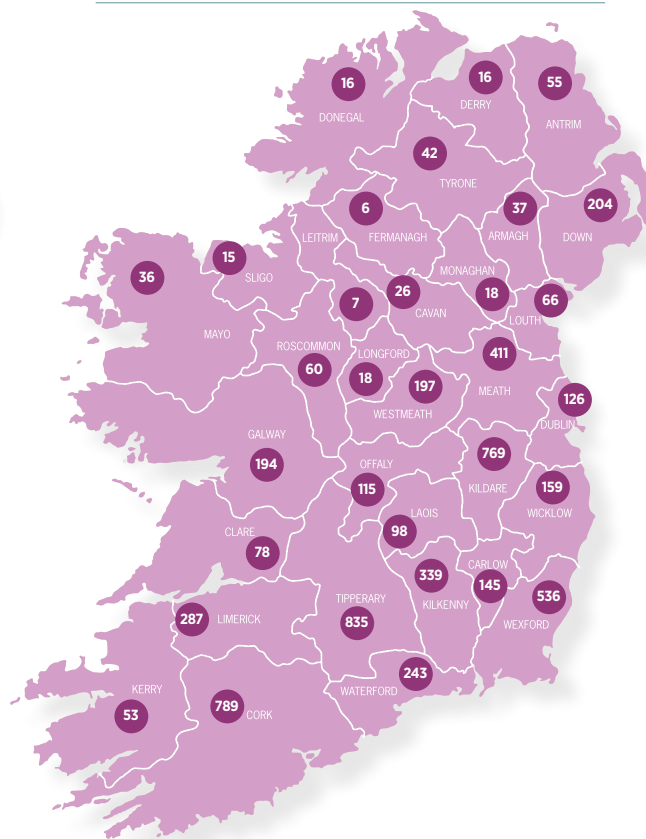 16
DONEGAL
16
DERRY
55
ANTRIM
42
TYRONE
6
FERMANAGH
37
ARMAGH
204
DOWN
LEITRIM
7
15
SLIGO
36
MAYO
MONAGHAN
18
26
CAVAN
66
LOUTH
ROSCOMMON
60
LONGFORD
18
411
MEATH
197
WESTMEATH
126
DUBLIN
GALWAY
194
OFFALY
115
769
KILDARE
159
WICKLOW
LAOIS
98
CLARE
78
339
KILKENNY
CARLOW
145
536
WEXFORD
TIPPERARY
835
287
LIMERICK
243
WATERFORD
KERRY
53
789
CORK